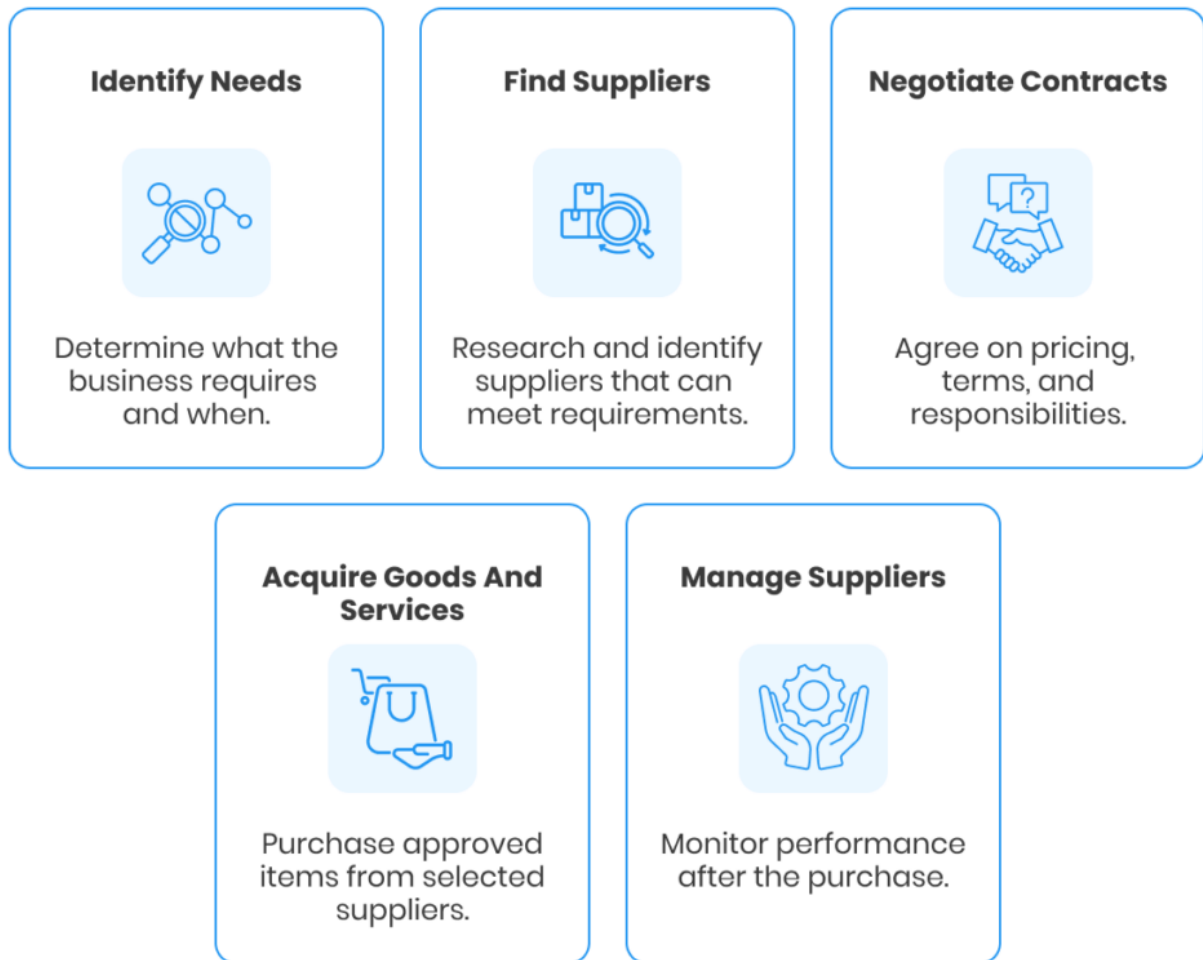 Identify Needs
Determine what the
business requires
and when.
Find Suppliers
Research and identify
suppliers that can
meet requirements.
Negotiate Contracts
?
Agree on pricing,
terms, and
responsibilities.
Acquire Goods And
Services
Purchase approved
items from selected
suppliers.
Manage Suppliers
Monitor performance
after the purchase.